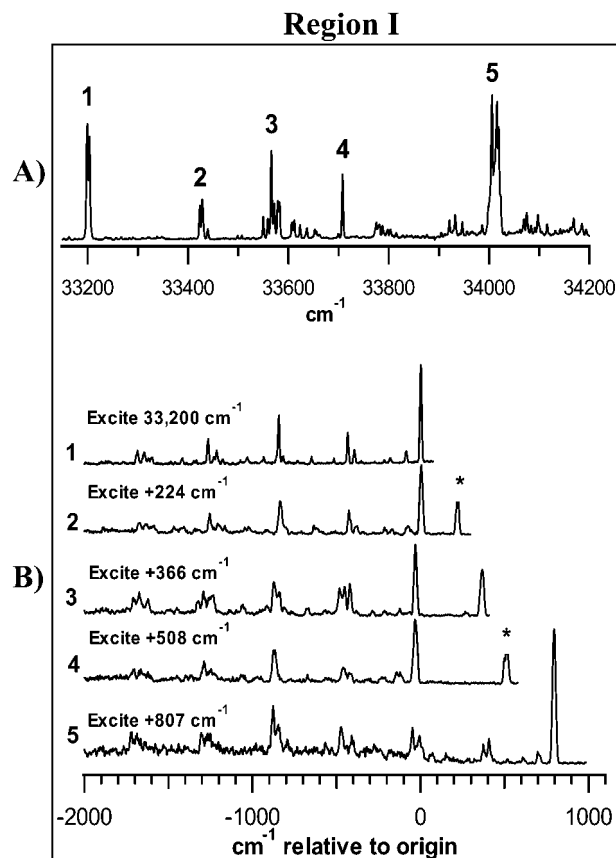 Region I
A)
1
2
3
4
5
33200 33400 33600 33800 34000 34200
cm-1
B)
Excite 33,200 cm-1
1
Excite +224 cm-1
*
2
Excite +366 cm-1
3
Excite +508 cm-1
*
4
Excite +807 cm-1
5
-2000 -1000 0 1000
cm-1 relative to origin